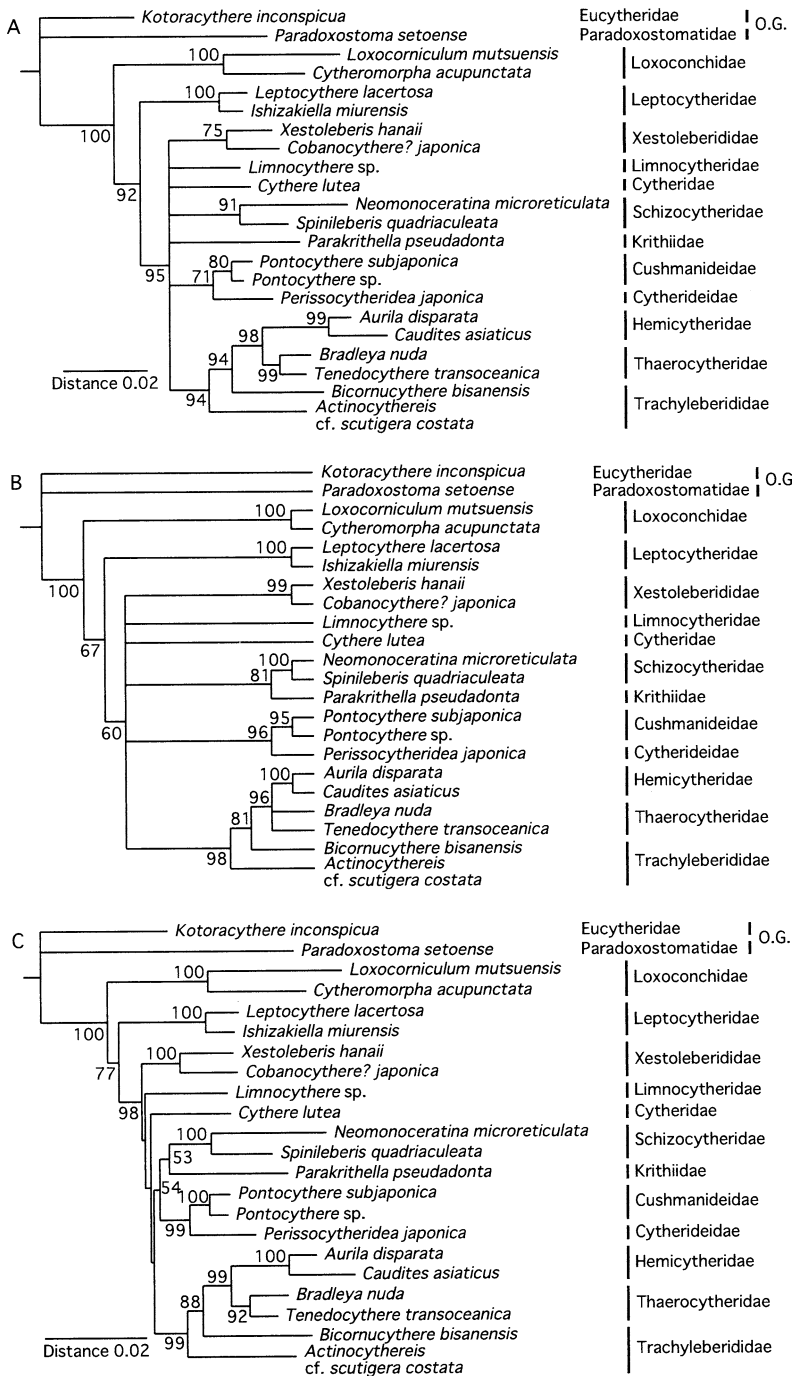 A
Kotoracythere inconspicua Eucytheridae
Paradoxostoma setoense Paradoxostomatidae O.G.
100 Loxocorniculum mutsuensis Loxoconchidae
Cytheromorpha acupunctata
100 Leptocythere lacertosa Leptocytheridae
Ishizakiella miurensis
100
75 Xestoleberis hanaii Xestoleberididae
Cobanocythere? japonica
Limnocythere sp. Limnocytheridae
92 Cythere lutea Cytheridae
91 Neomonoceratina microreticulata Schizocytheridae
Spinileberis quadriaculeata
Parakrithella pseudadonta Krithiidae
80 Pontocythere subjaponica Cushmanideidae
95 71 Pontocythere sp.
Perissocytheridea japonica Cytherideidae
99 Aurila disparata Hemicytheridae
98 Caudites asiaticus
94 Bradleya nuda Thaerocytheridae
99 Tenedocythere transoceanica
Distance 0.02
94 Bicornucythere bisanensis Trachyleberididae
Actinocythereis
cf. scutigera costata
B
Kotoracythere inconspicua Eucytheridae
Paradoxostoma setoense Paradoxostomatidae O.G
100 Loxocorniculum mutsuensis Loxoconchidae
Cytheromorpha acupunctata
100 Leptocythere lacertosa Leptocytheridae
Ishizakiella miurensis
100
99 Xestoleberis hanaii Xestoleberididae
Cobanocythere? japonica
Limnocythere sp. Limnocytheridae
67 Cythere lutea Cytheridae
100 Neomonoceratina microreticulata Schizocytheridae
81 Spinileberis quadriaculeata
Parakrithella pseudadonta Krithiidae
95 Pontocythere subjaponica Cushmanideidae
60 96 Pontocythere sp.
Perissocytheridea japonica Cytherideidae
100 Aurila disparata Hemicytheridae
96 Caudites asiaticus
81 Bradleya nuda Thaerocytheridae
Tenedocythere transoceanica
98 Bicornucythere bisanensis Trachyleberididae
Actinocythereis
cf. scutigera costata
C
Kotoracythere inconspicua Eucytheridae
Paradoxostoma setoense Paradoxostomatidae O.G.
100 Loxocorniculum mutsuensis Loxoconchidae
Cytheromorpha acupunctata
100 Leptocythere lacertosa Leptocytheridae
Ishizakiella miurensis
100
100 Xestoleberis hanaii Xestoleberididae
77 Cobanocythere? japonica
Limnocythere sp. Limnocytheridae
98 Cythere lutea Cytheridae
100 Neomonoceratina microreticulata Schizocytheridae
53 Spinileberis quadriaculeata
Parakrithella pseudadonta Krithiidae
54 100 Pontocythere subjaponica Cushmanideidae
Pontocythere sp.
99 Perissocytheridea japonica Cytherideidae
100 Aurila disparata Hemicytheridae
99 Caudites asiaticus
88 Bradleya nuda Thaerocytheridae
92 Tenedocythere transoceanica
Distance 0.02
99 Bicornucythere bisanensis Trachyleberididae
Actinocythereis
cf. scutigera costata